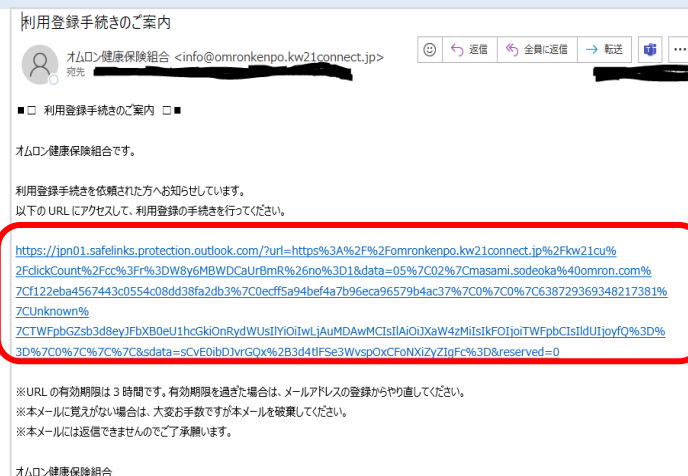 利用登録手続きのご案内
オムロン健康保険組合 <info@omronkenpo.kw21connect.jp>
返信 全員に返信 転送
宛先
■□ 利用登録手続きのご案内 □■
オムロン健康保険組合です。
利用登録手続きを依頼された方へお知らせしています。
以下の URL にアクセスして、利用登録の手続きを行ってください。
https://jpn01.safelinks.protection.outlook.com/?url=https%3A%2F%2Fomronkenpo.kw21connect.jp%2Fkw21cu%
2FclickCount%2Fcc%3Fr%3DW8y6MBWDCaUrBmR%26no%3D1&data=05%7C02%7Cmasami.sodeoka%40omron.com%
7Cf122eba4567443c0554c08dd38fa2db3%7C0ecff5a94bef4a7b96eca96579b4ac37%7C0%7C0%7C638729369348217381%
7CUnknown%
7CTWFpbGZsb3d8eyJFbXB0eU1hcGkiOnRydWUsIlYiOiIwLjAuMDAwMCIsIlAiOiJXaW4zMiIsIkFOIjoiTWFpbCIsIldUIjoyfQ%3D%
3D%7C0%7C%7C%7C&sdata=sCvE0ibDJvrGQx%2B3d4tlFSe3WvspOxCFoNXiZyZIgFc%3D&reserved=0
※URL の有効期限は 3 時間です。有効期限を過ぎた場合は、メールアドレスの登録からやり直してください。
※本メールに覚えがない場合は、大変お手数ですが本メールを破棄してください。
※本メールには返信できませんのでご了承願います。
オムロン健康保険組合